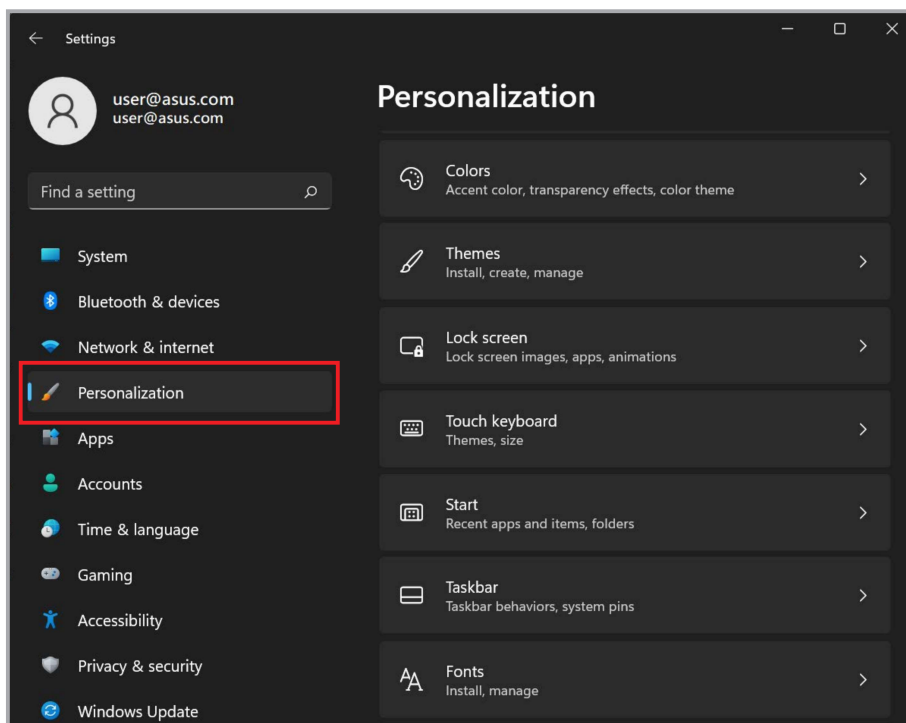 Settings
user@asus.com
user@asus.com
Find a setting
System
Bluetooth & devices
Network & internet
Personalization
Apps
Accounts
Time & language
Gaming
Accessibility
Privacy & security
Windows Update
Personalization
Colors
Accent color, transparency effects, color theme
Themes
Install, create, manage
Lock screen
Lock screen images, apps, animations
Touch keyboard
Themes, size
Start
Recent apps and items, folders
Taskbar
Taskbar behaviors, system pins
Fonts
Install, manage